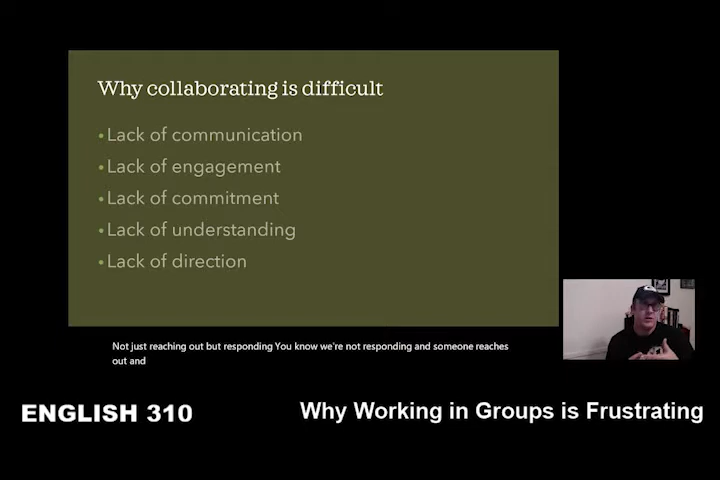 Why collaborating is difficult
• Lack of communication
• Lack of engagement
• Lack of commitment
• Lack of understanding
• Lack of direction
Not just reaching out but responding You know we're not responding and someone reaches
out and
ENGLISH 310
Why Working in Groups is Frustrating